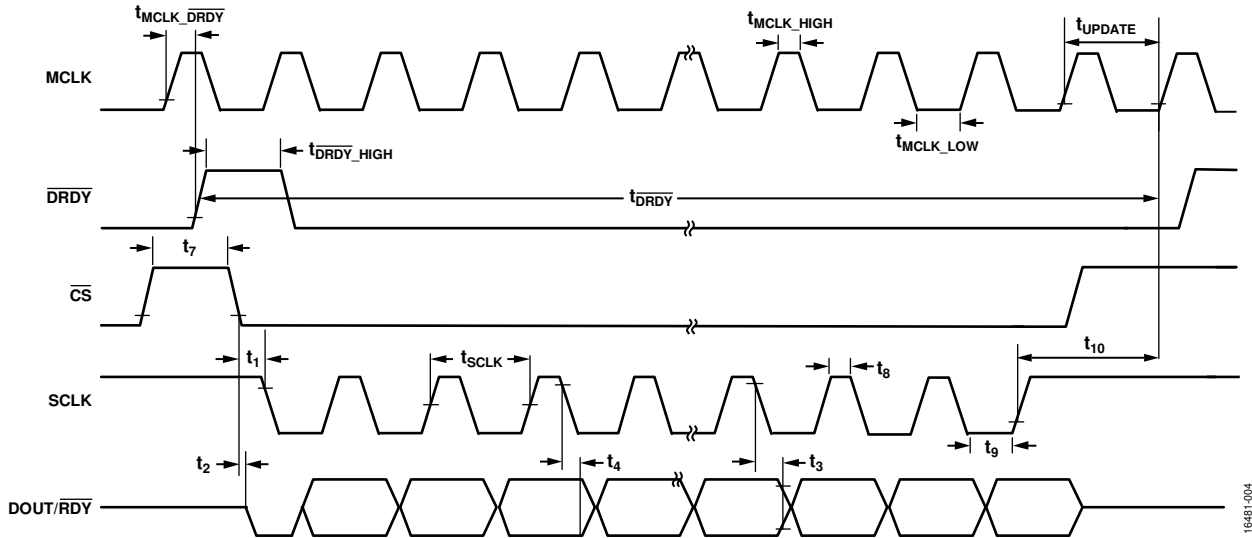 tMCLK_DRDY
tMCLK_HIGH
tUPDATE
MCLK
tMCLK_LOW
tDRDY_HIGH
DRDY
tDRDY
t7
CS
t1
tSCLK
t8
t10
SCLK
t2
t4
t3
t9
DOUT/RDY
16481-004